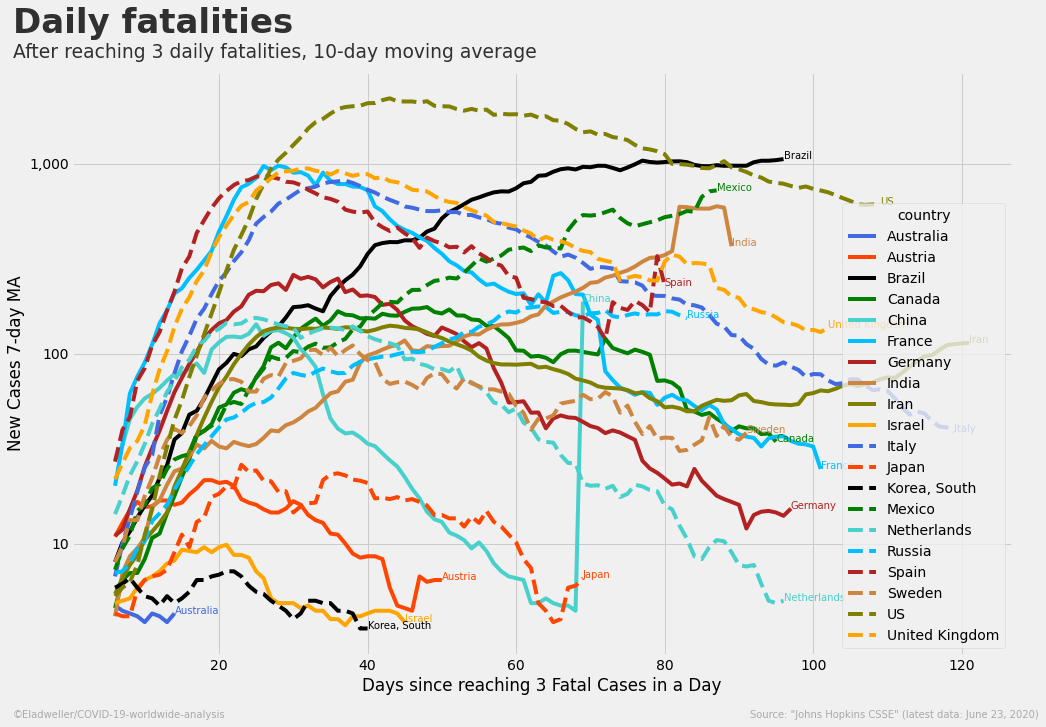 Daily fatalities
After reaching 3 daily fatalities, 10-day moving average
New Cases 7-day MA
1,000
100
10
Brazil
Mexico
US
India
Spain
China
Russia
United Kingdom
Iran
Sweden
Canada
France
Italy
Germany
Japan
Austria
Netherlands
Australia
Israel
Korea, South
country
Australia
Austria
Brazil
Canada
China
France
Germany
India
Iran
Israel
Italy
Japan
Korea, South
Mexico
Netherlands
Russia
Spain
Sweden
US
United Kingdom
20
40
60
80
100
120
Days since reaching 3 Fatal Cases in a Day
©Eladweller/COVID-19-worldwide-analysis
Source: "Johns Hopkins CSSE" (latest data: June 23, 2020)